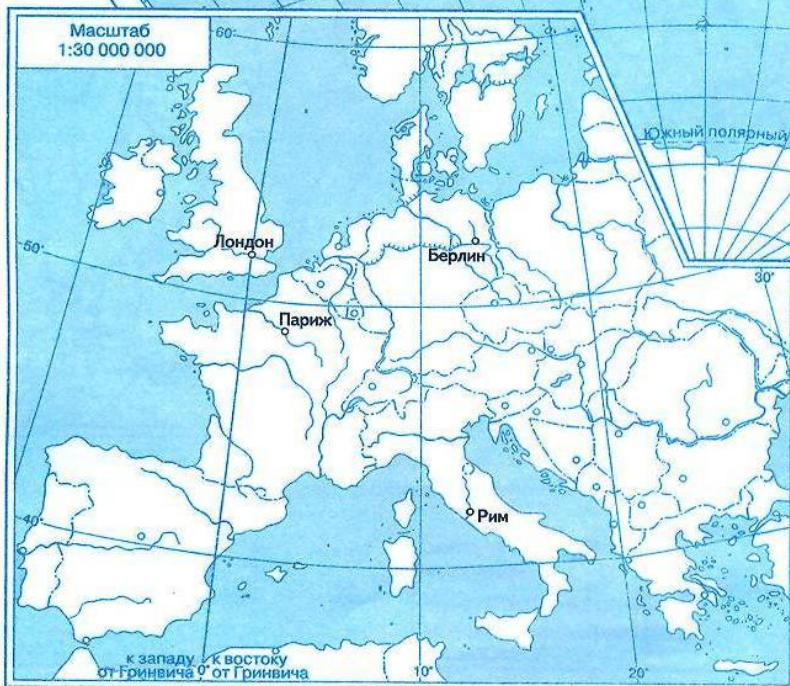 Масштаб
1:30 000 000
60°
Южный полярный
50°
Лондон
Берлин
30°
Париж
40°
Рим
к западу к востоку
от Гринвича 0° от Гринвича
10°
20°